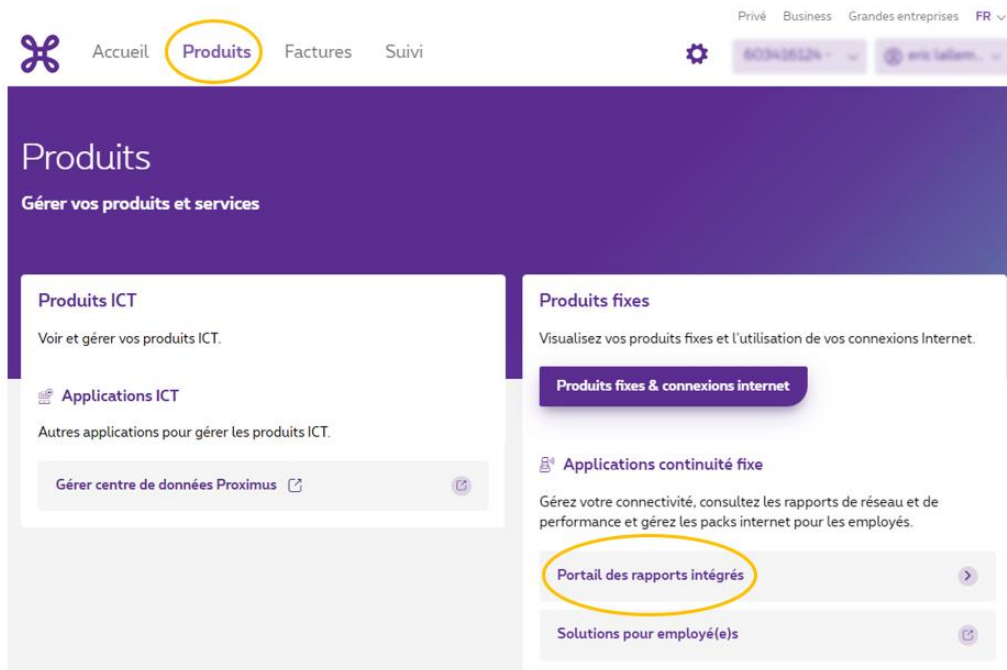 Privé Business Grandes entreprises FR
Accueil Produits Factures Suivi
Produits
Gérer vos produits et services
Produits ICT
Voir et gérer vos produits ICT.
Applications ICT
Autres applications pour gérer les produits ICT.
Gérer centre de données Proximus
Produits fixes
Visualisez vos produits fixes et l'utilisation de vos connexions Internet.
Produits fixes & connexions internet
Applications continuité fixe
Gérez votre connectivité, consultez les rapports de réseau et de
performance et gérez les packs internet pour les employés.
Portail des rapports intégrés
Solutions pour employé(e)s